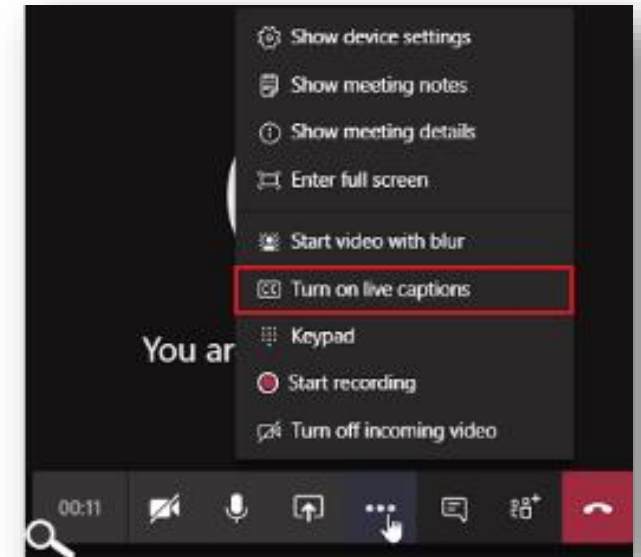 Show device settings
Show meeting notes
Show meeting details
Enter full screen
Start video with blur
CC Turn on live captions
Keypad
Start recording
Turn off incoming video
You ar
00:11